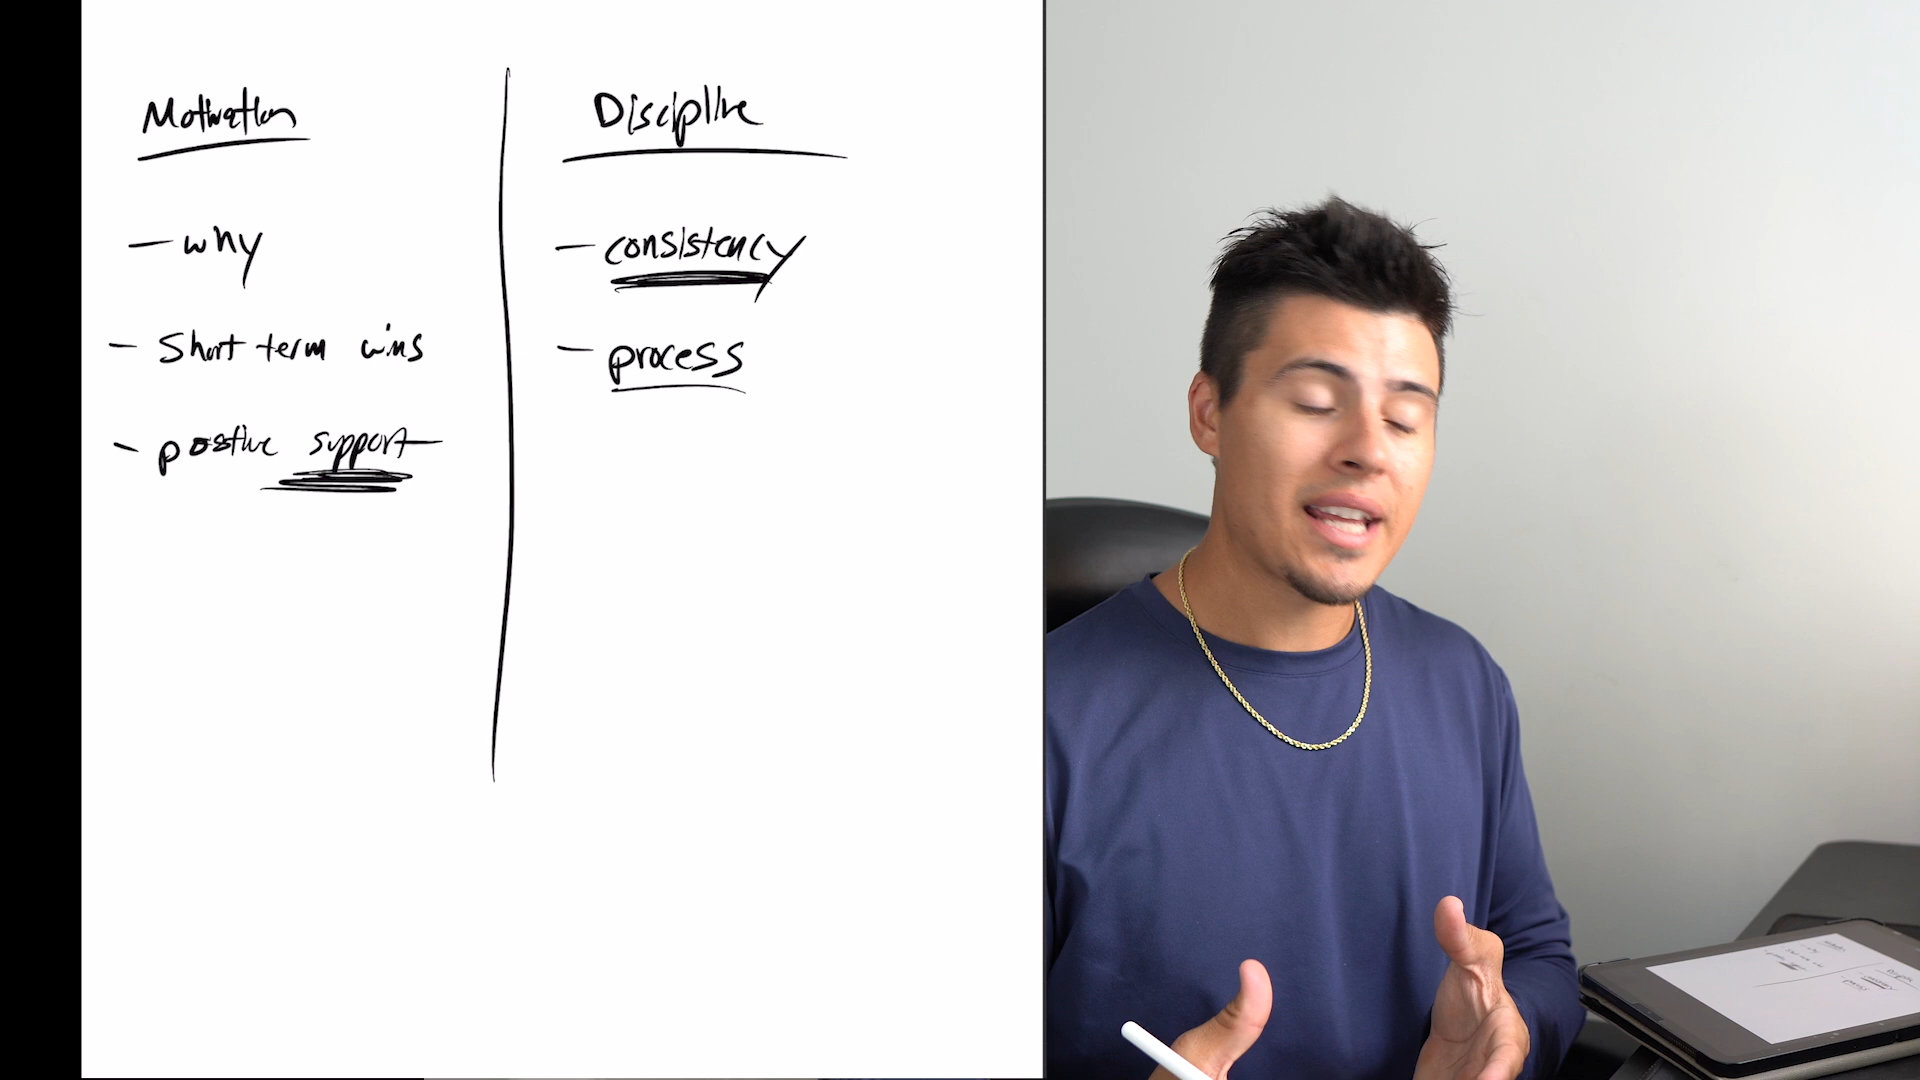 Motivation
- why
- Short term wins
- positive support
Discipline
- consistency
- process